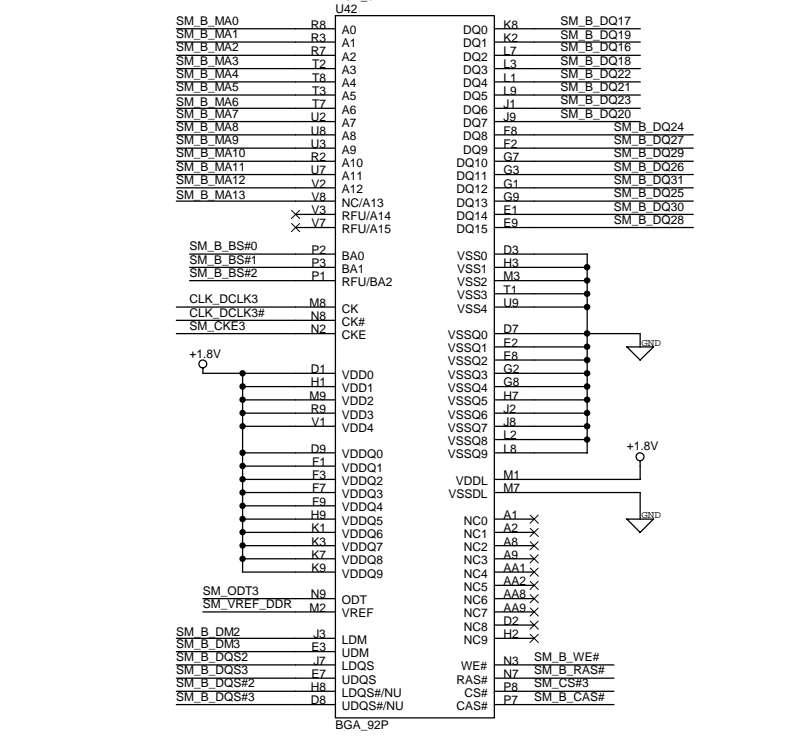 U42
SM_B_MA0 R8 A0 DQ0 K8 SM_B_DQ17
SM_B_MA1 R3 A1 DQ1 K2 SM_B_DQ19
SM_B_MA2 R7 A2 DQ2 L7 SM_B_DQ16
SM_B_MA3 T2 A3 DQ3 L3 SM_B_DQ18
SM_B_MA4 T8 A4 DQ4 L1 SM_B_DQ22
SM_B_MA5 T3 A5 DQ5 L9 SM_B_DQ21
SM_B_MA6 T7 A6 DQ6 J1 SM_B_DQ23
SM_B_MA7 U2 A7 DQ7 J9 SM_B_DQ20
SM_B_MA8 U8 A8 DQ8 F8 SM_B_DQ24
SM_B_MA9 U3 A9 DQ9 F2 SM_B_DQ27
SM_B_MA10 R2 A10 DQ10 G7 SM_B_DQ29
SM_B_MA11 U7 A11 DQ11 G3 SM_B_DQ26
SM_B_MA12 V2 A12 DQ12 G1 SM_B_DQ31
SM_B_MA13 V8 NC/A13 DQ13 G9 SM_B_DQ25
V3 RFU/A14 DQ14 E1 SM_B_DQ30
V7 RFU/A15 DQ15 E9 SM_B_DQ28
SM_B_BS#0 P2 BA0 VSS0 D3
SM_B_BS#1 P3 BA1 VSS1 H3
SM_B_BS#2 P1 RFU/BA2 VSS2 M3
VSS3 T1
CLK_DCLK3 M8 CK VSS4 U9
CLK_DCLK3# N8 CK#
SM_CKE3 N2 CKE VSSQ0 D7
VSSQ1 E2 GND
+1.8V VSSQ2 E8
D1 VDD0 VSSQ3 G2
H1 VDD1 VSSQ4 G8
M9 VDD2 VSSQ5 H7
R9 VDD3 VSSQ6 J2
V1 VDD4 VSSQ7 J8
VSSQ8 L2
D9 VDDQ0 VSSQ9 L8 +1.8V
F1 VDDQ1
F3 VDDQ2 VDDL M1
F7 VDDQ3 VSSDL M7
F9 VDDQ4
H9 VDDQ5 NC0 A1 GND
K1 VDDQ6 NC1 A2
K3 VDDQ7 NC2 A8
K7 VDDQ8 NC3 A9
K9 VDDQ9 NC4 AA1
NC5 AA2
SM_ODT3 N9 ODT NC6 AA8
SM_VREF_DDR M2 VREF NC7 AA9
NC8 D2
SM_B_DM2 J3 LDM NC9 H2
SM_B_DM3 E3 UDM
SM_B_DQS2 J7 LDQS WE# N3 SM_B_WE#
SM_B_DQS3 E7 UDQS RAS# N7 SM_B_RAS#
SM_B_DQS#2 H8 LDQS#/NU CS# P8 SM_CS#3
SM_B_DQS#3 D8 UDQS#/NU CAS# P7 SM_B_CAS#
BGA_92P